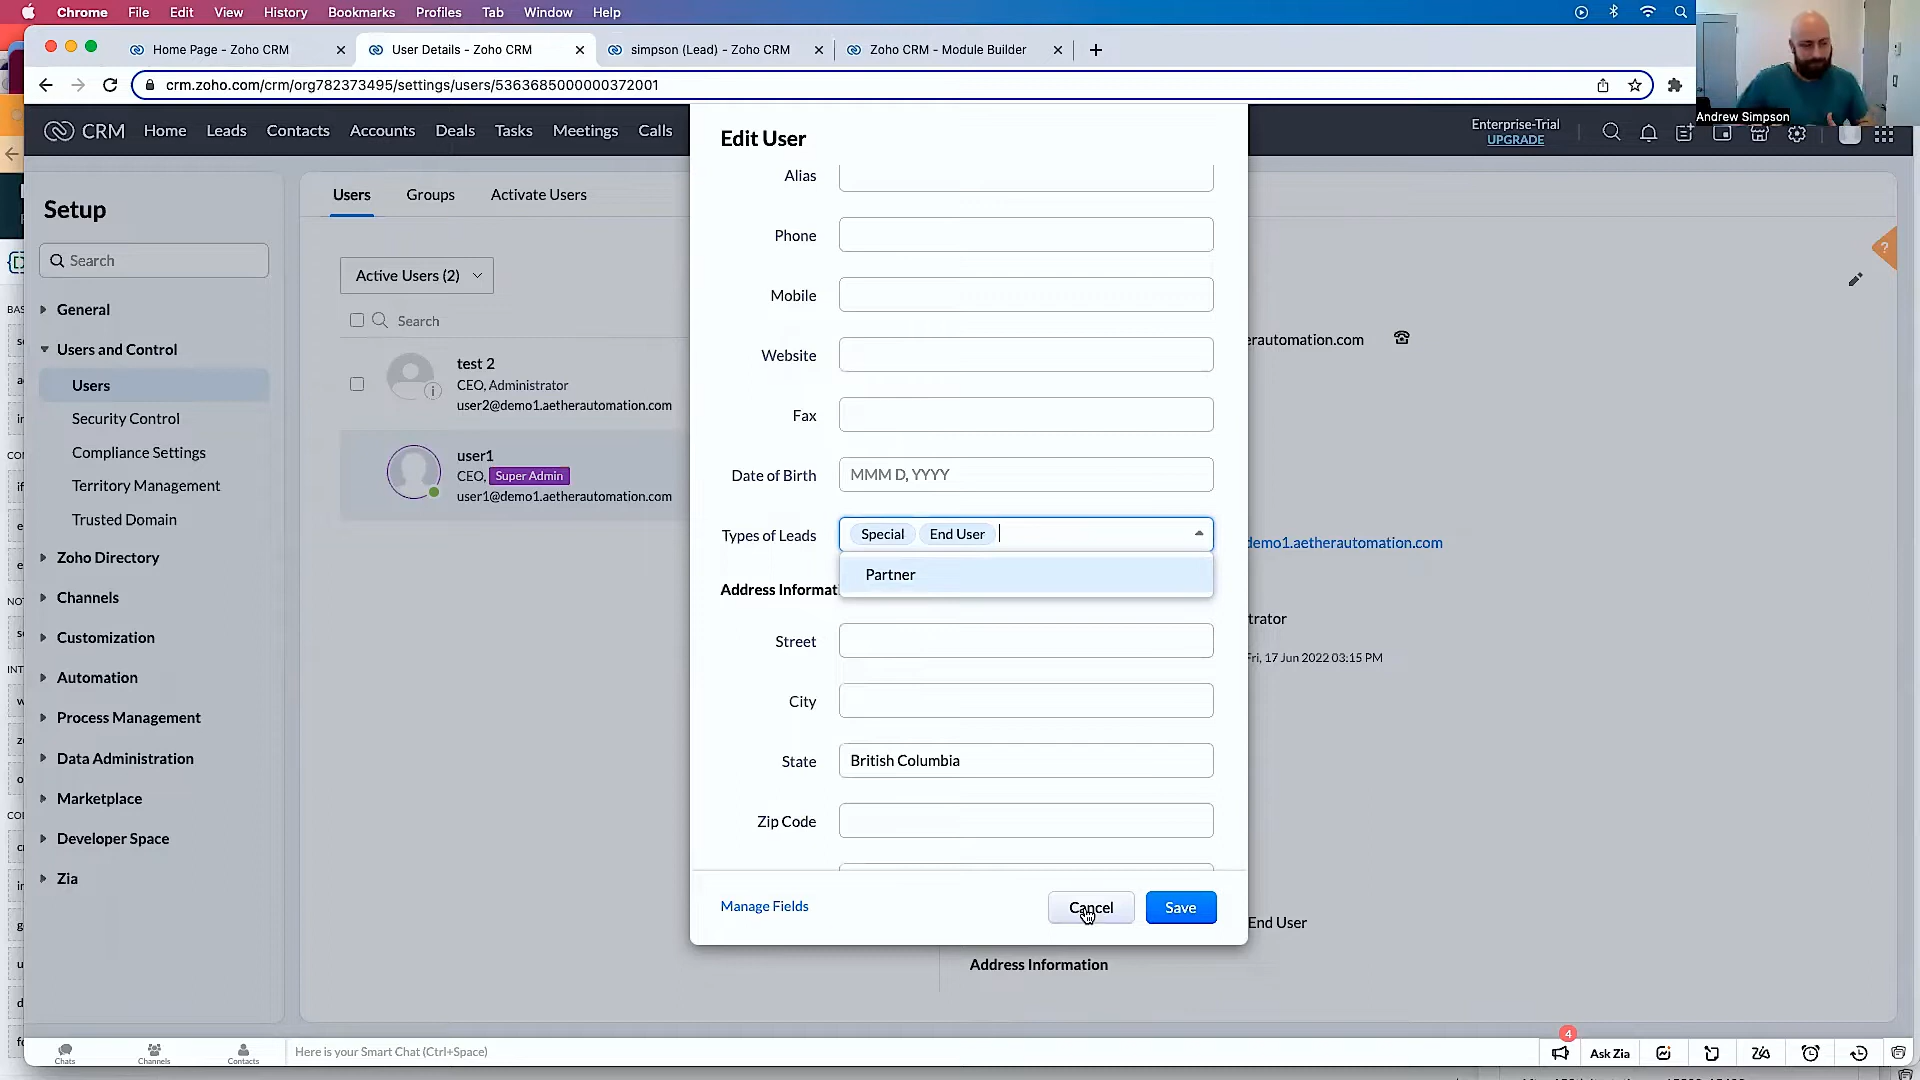 Chrome File Edit View History Bookmarks Profiles Tab Window Help
Home Page - Zoho CRM
User Details - Zoho CRM
simpson (Lead) - Zoho CRM
Zoho CRM - Module Builder
crm.zoho.com/crm/org782373495/settings/users/5363685000000372001
Andrew Simpson
CRM Home Leads Contacts Accounts Deals Tasks Meetings Calls
Enterprise-Trial
UPGRADE
Setup
Search
General
Users and Control
Users
Security Control
Compliance Settings
Territory Management
Trusted Domain
Zoho Directory
Channels
Customization
Automation
Process Management
Data Administration
Marketplace
Developer Space
Zia
Users Groups Activate Users
Active Users (2)
Search
test 2
CEO, Administrator
user2@demo1.aetherautomation.com
user1
CEO, Super Admin
user1@demo1.aetherautomation.com
Edit User
Alias
Phone
Mobile
Website
Fax
Date of Birth MMM D, YYYY
Types of Leads Special End User
Partner
Address Informat
Street
City
State British Columbia
Zip Code
Manage Fields
Cancel
Save
?
erautomation.com
demo1.aetherautomation.com
trator
Fri, 17 Jun 2022 03:15 PM
End User
Address Information
Chats
Channels
Contacts
Here is your Smart Chat (Ctrl+Space)
4
Ask Zia